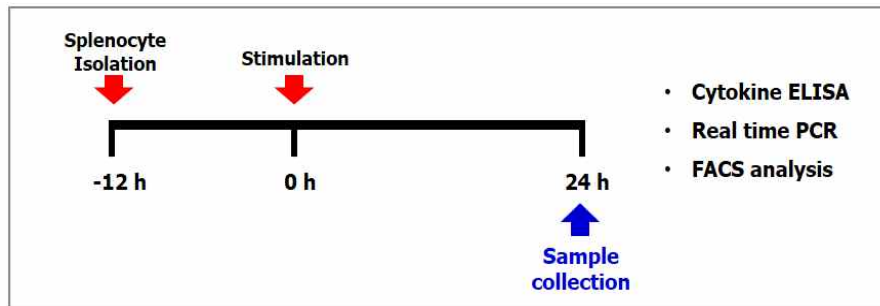 Splenocyte
Isolation
Stimulation
-12 h
0 h
24 h
Sample
collection
• Cytokine ELISA
• Real time PCR
• FACS analysis